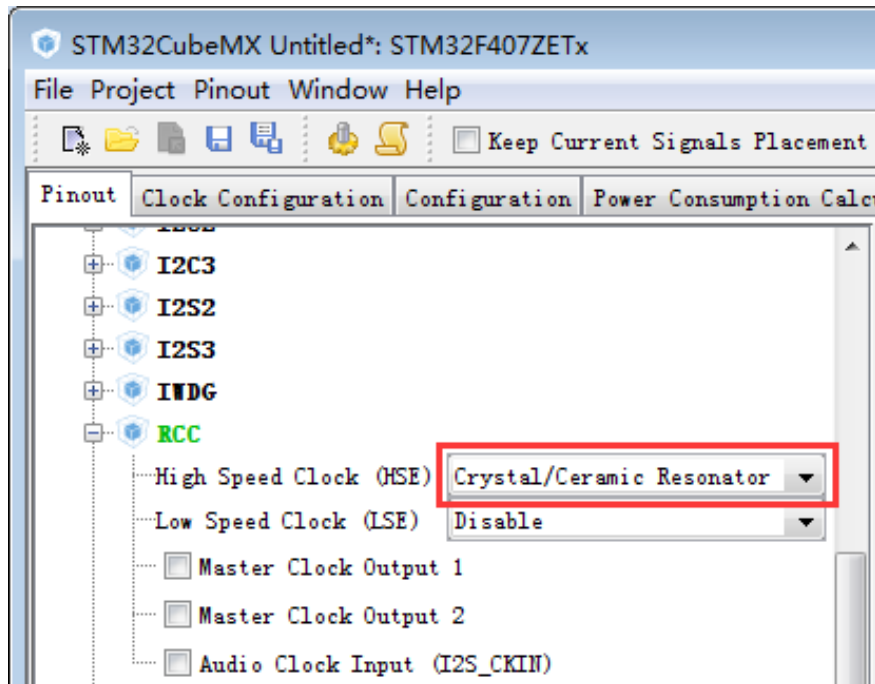 STM32CubeMX Untitled*: STM32F407ZETx
File Project Pinout Window Help
Keep Current Signals Placement
Pinout Clock Configuration Configuration Power Consumption
I2C3
I2S2
I2S3
IWDG
RCC
High Speed Clock (HSE) Crystal/Ceramic Resonator
Low Speed Clock (LSE) Disable
Master Clock Output 1
Master Clock Output 2
Audio Clock Input (I2S_CKIN)